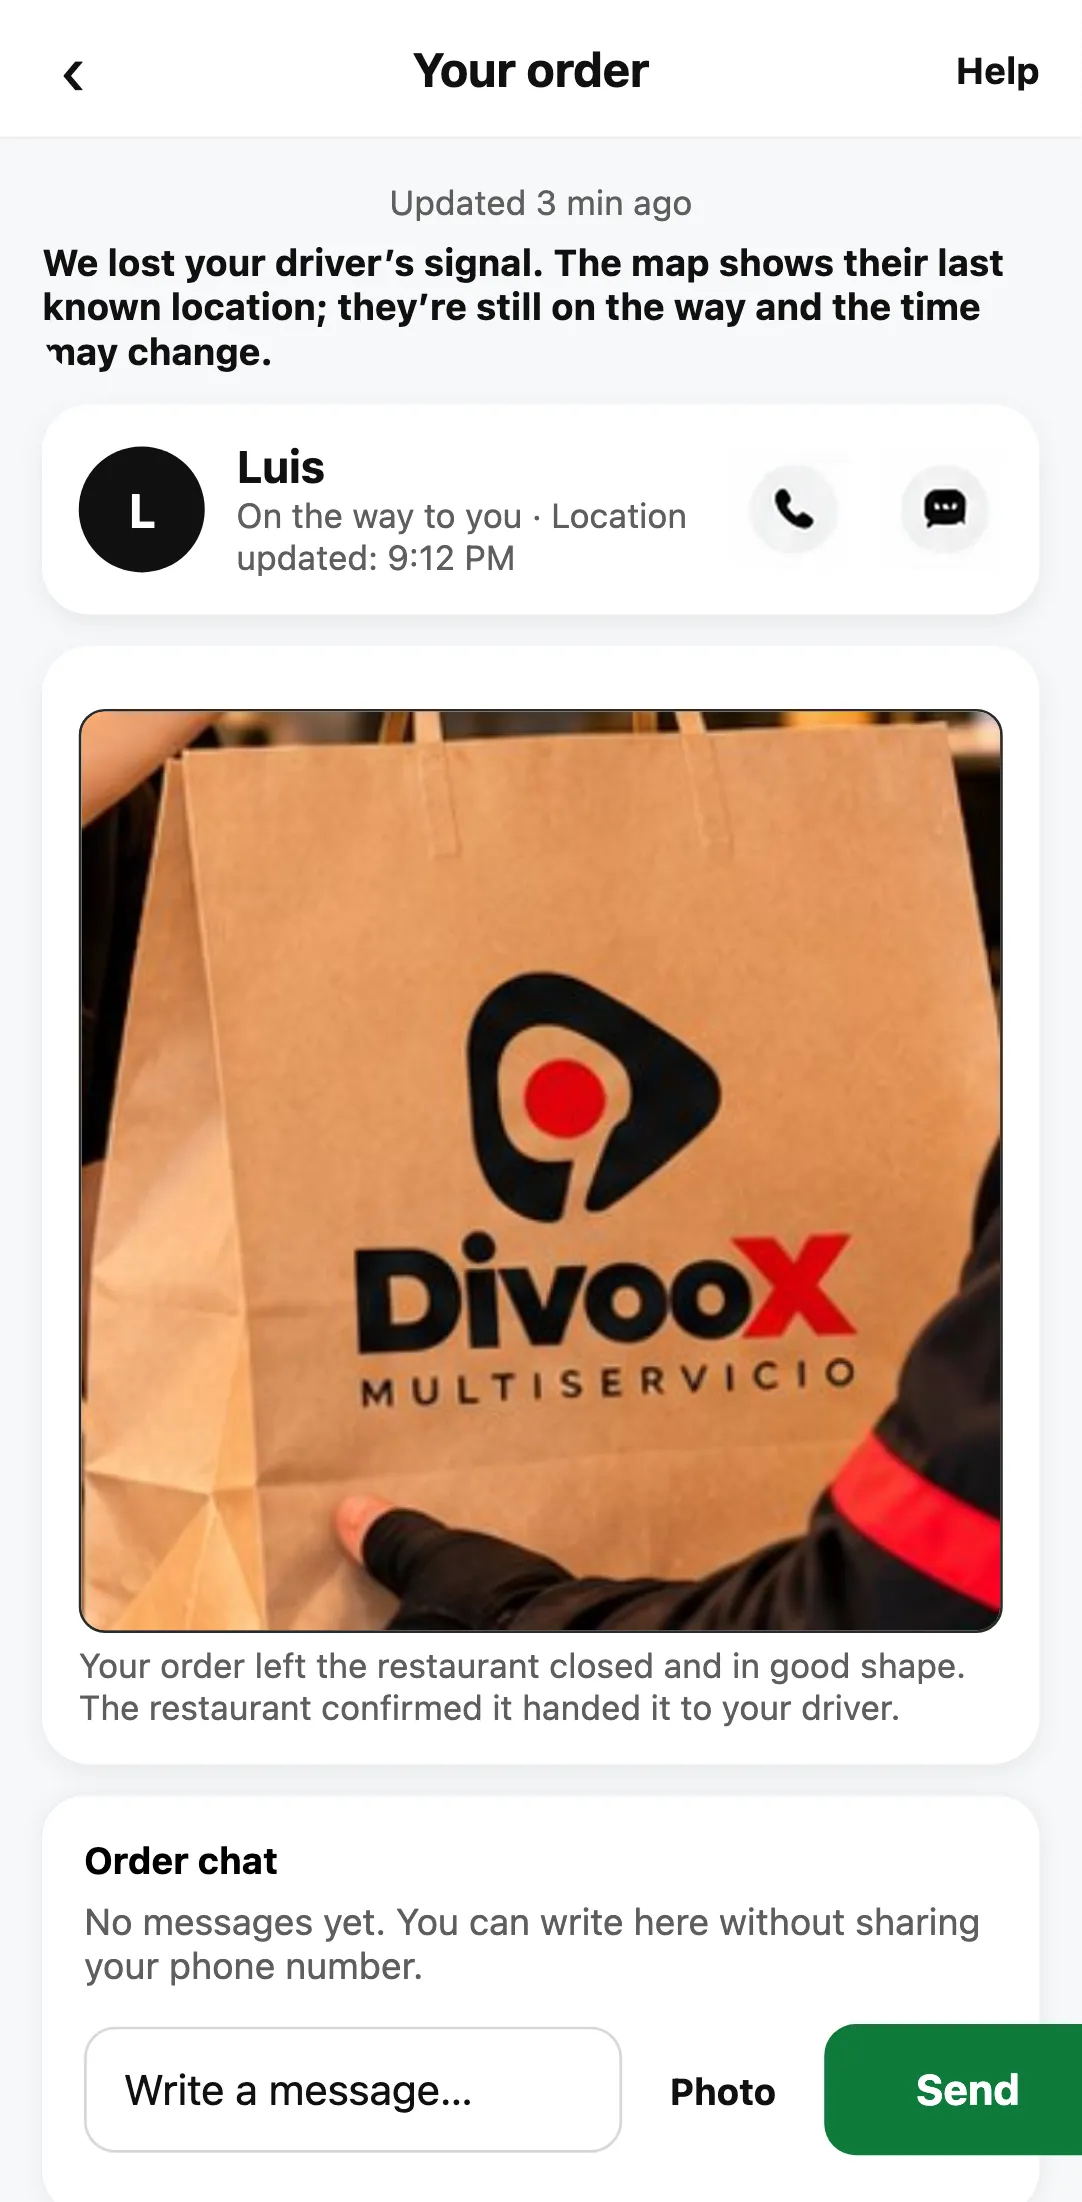 Your order
Help
Updated 3 min ago
We lost your driver’s signal. The map shows their last
known location; they’re still on the way and the time
may change.
L
Luis
On the way to you · Location
updated: 9:12 PM
DivooX
MULTISERVICIO
Your order left the restaurant closed and in good shape.
The restaurant confirmed it handed it to your driver.
Order chat
No messages yet. You can write here without sharing
your phone number.
Write a message...
Photo
Send